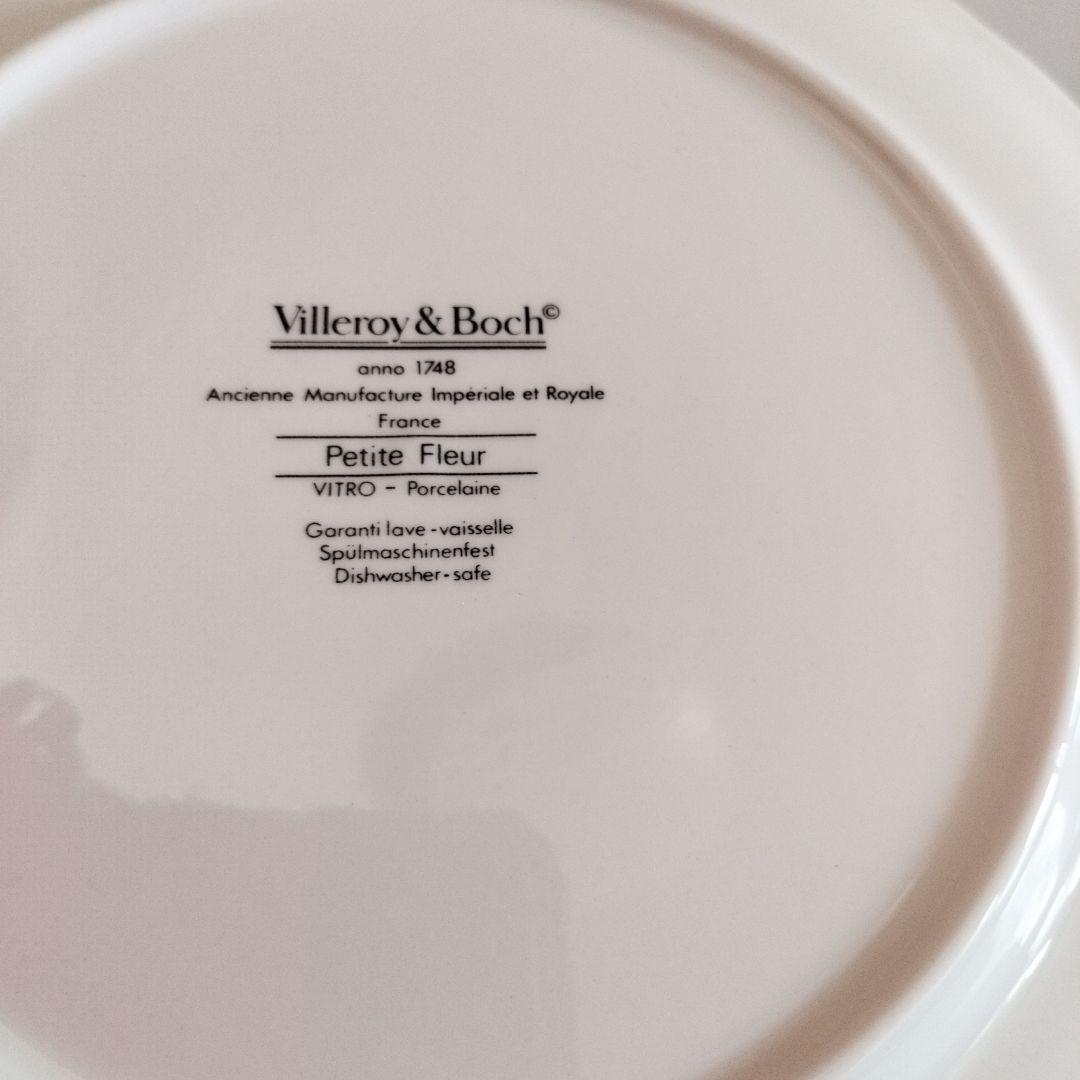 Villeroy & Boch©
anno 1748
Ancienne Manufacture Impériale et Royale
France
Petite Fleur
VITRO – Porcelaine
Garanti lave-vaisselle
Spülmaschinenfest
Dishwasher-safe